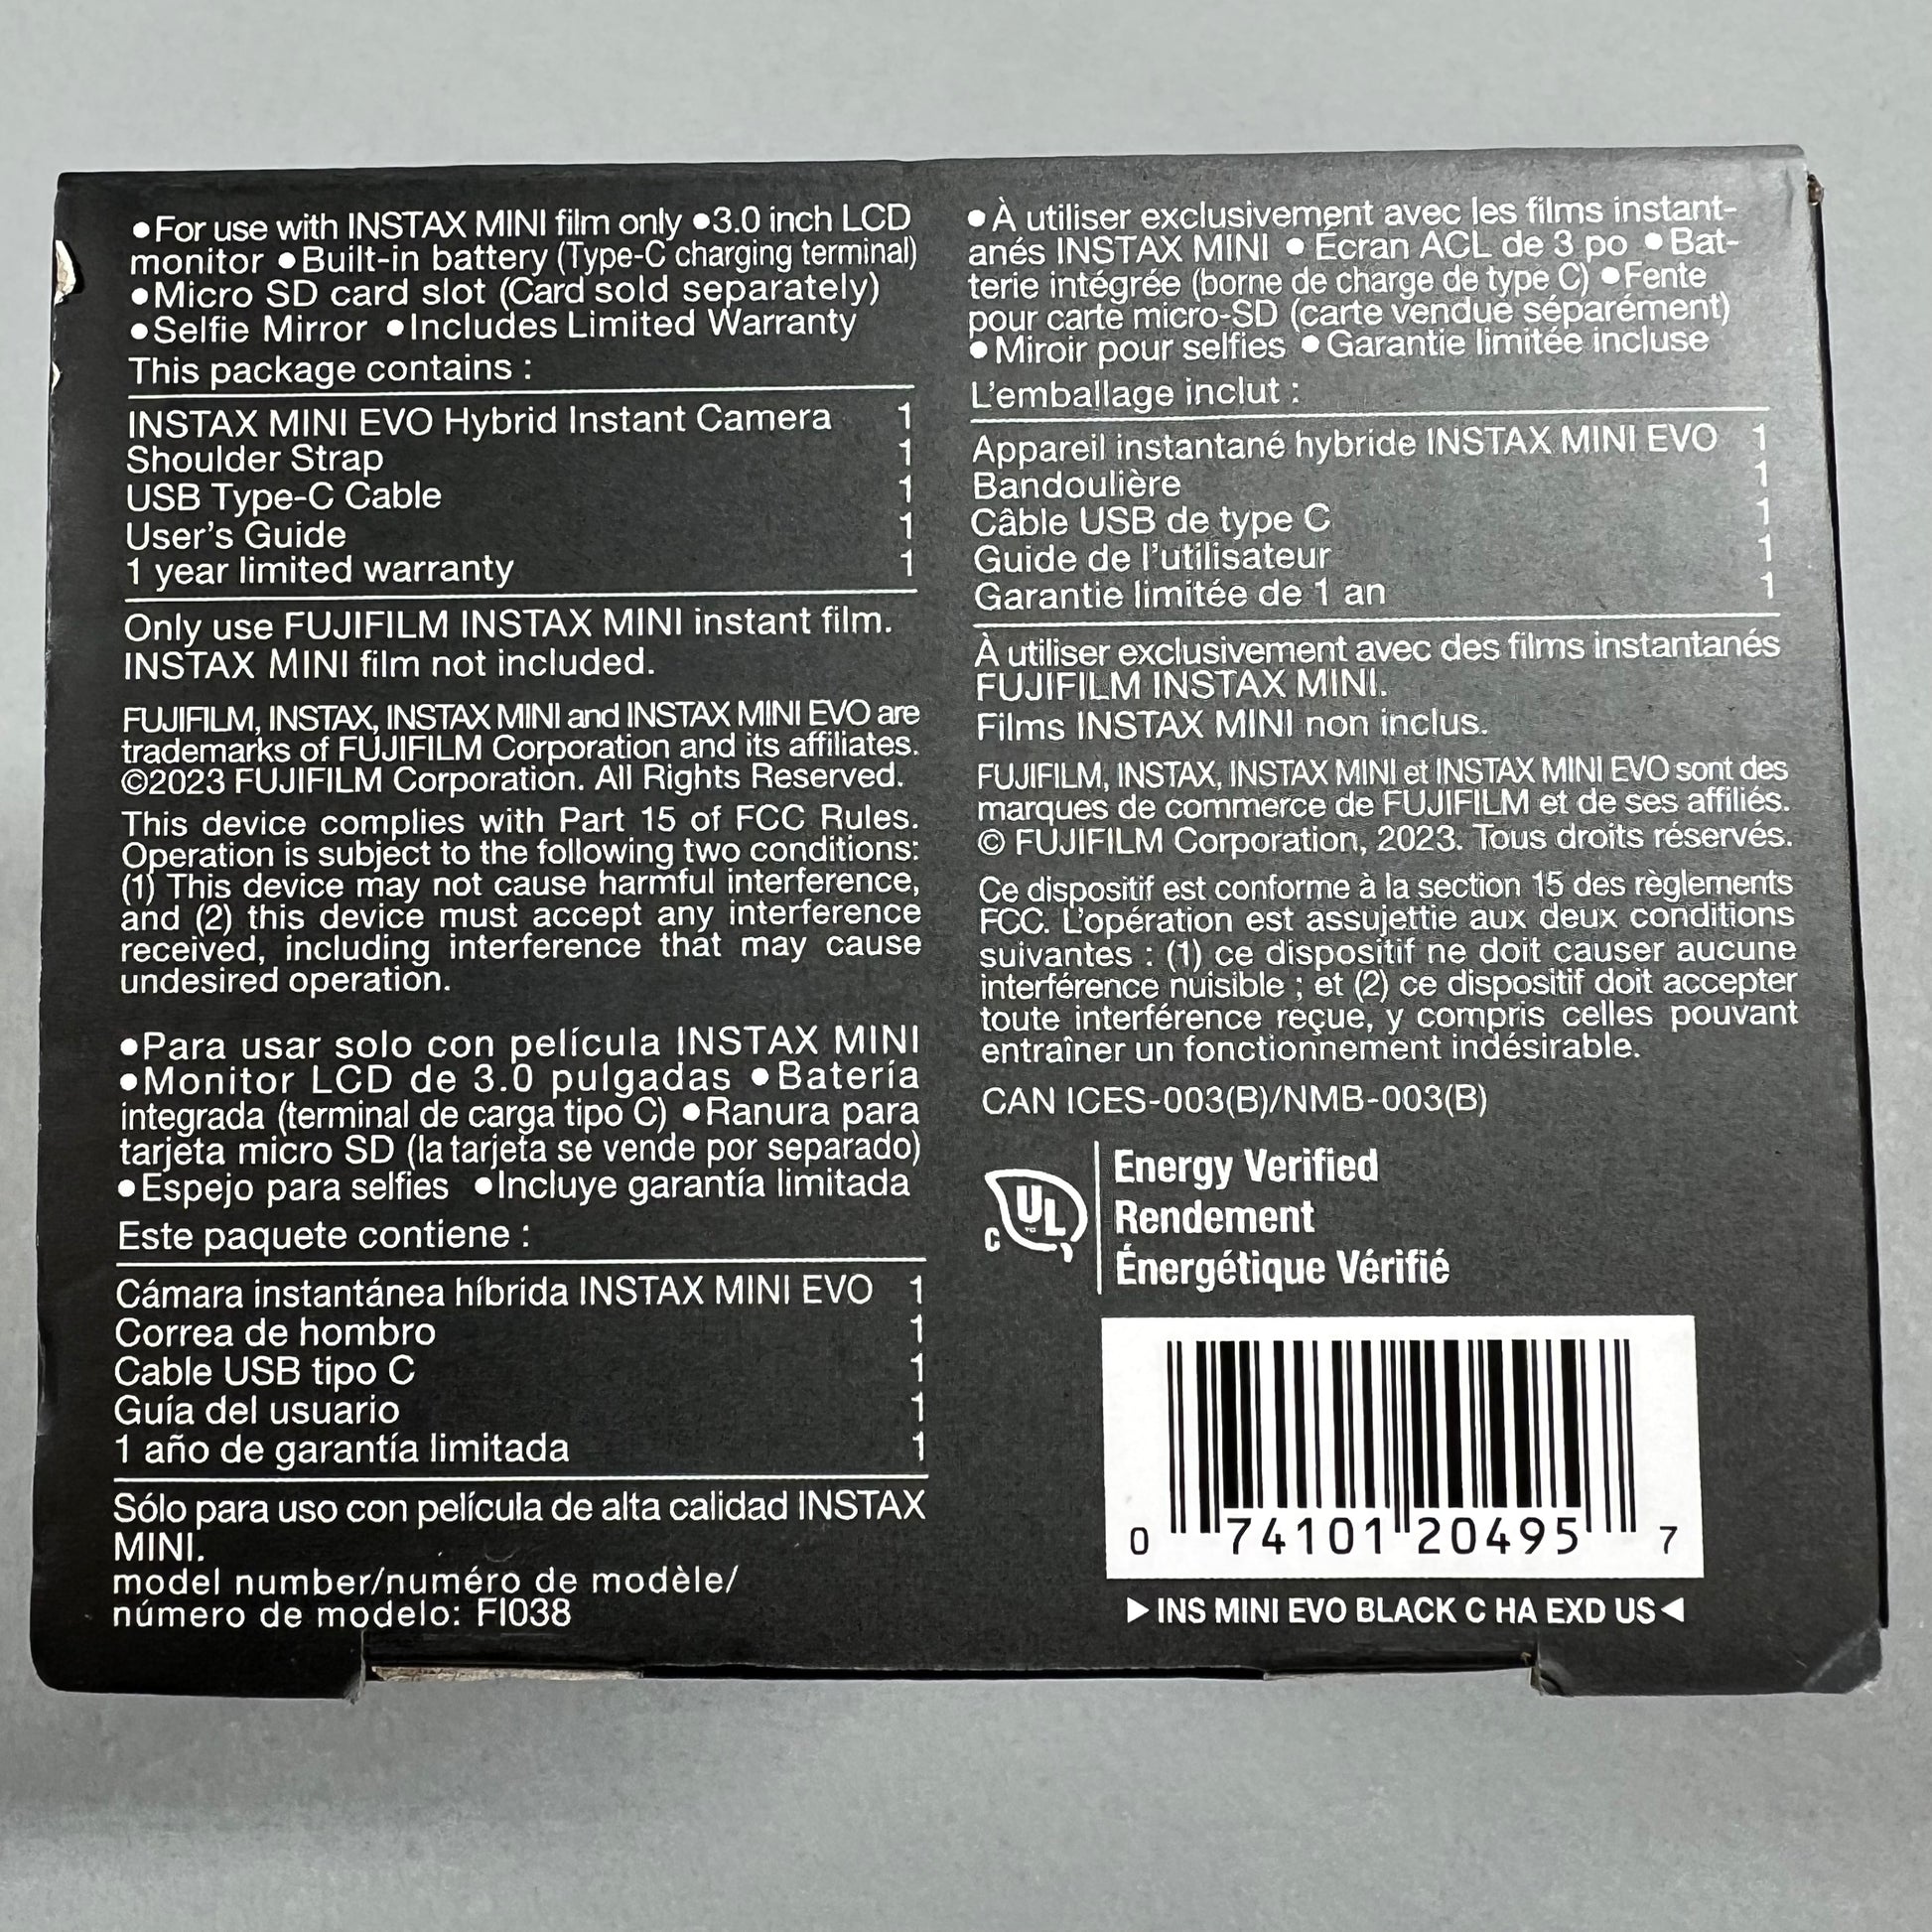 ●For use with INSTAX MINI film only ●3.0 inch LCD
monitor ●Built-in battery (Type-C charging terminal)
●Micro SD card slot (Card sold separately)
●Selfie Mirror ●Includes Limited Warranty
This package contains :
INSTAX MINI EVO Hybrid Instant Camera 1
Shoulder Strap 1
USB Type-C Cable 1
User's Guide 1
1 year limited warranty 1
Only use FUJIFILM INSTAX MINI instant film.
INSTAX MINI film not included.
FUJIFILM, INSTAX, INSTAX MINI and INSTAX MINI EVO are
trademarks of FUJIFILM Corporation and its affiliates.
©2023 FUJIFILM Corporation. All Rights Reserved.
This device complies with Part 15 of FCC Rules.
Operation is subject to the following two conditions:
(1) This device may not cause harmful interference,
and (2) this device must accept any interference
received, including interference that may cause
undesired operation.
●Para usar solo con película INSTAX MINI
●Monitor LCD de 3.0 pulgadas ●Batería
integrada (terminal de carga tipo C) ●Ranura para
tarjeta micro SD (la tarjeta se vende por separado)
●Espejo para selfies ●Incluye garantía limitada
Este paquete contiene :
Cámara instantánea híbrida INSTAX MINI EVO 1
Correa de hombro 1
Cable USB tipo C 1
Guía del usuario 1
1 año de garantía limitada 1
Sólo para uso con película de alta calidad INSTAX
MINI.
model number/numéro de modèle/
número de modelo: FI038
● À utiliser exclusivement avec les films instant-
anés INSTAX MINI ● Écran ACL de 3 po ● Bat-
terie intégrée (borne de charge de type C) ●Fente
pour carte micro-SD (carte vendue séparément)
● Miroir pour selfies ● Garantie limitée incluse
L'emballage inclut :
Appareil instantané hybride INSTAX MINI EVO 1
Bandoulière 1
Câble USB de type C 1
Guide de l'utilisateur 1
Garantie limitée de 1 an 1
À utiliser exclusivement avec des films instantanés
FUJIFILM INSTAX MINI.
Films INSTAX MINI non inclus.
FUJIFILM, INSTAX, INSTAX MINI et INSTAX MINI EVO sont des
marques de commerce de FUJIFILM et de ses affiliés.
© FUJIFILM Corporation, 2023. Tous droits réservés.
Ce dispositif est conforme à la section 15 des règlements
FCC. L'opération est assujettie aux deux conditions
suivantes : (1) ce dispositif ne doit causer aucune
interférence nuisible ; et (2) ce dispositif doit accepter
toute interférence reçue, y compris celles pouvant
entraîner un fonctionnement indésirable.
CAN ICES-003(B)/NMB-003(B)
C UL
Energy Verified
Rendement
Énergétique Vérifié
0 74101 20495 7
▶INS MINI EVO BLACK C HA EXD US◀